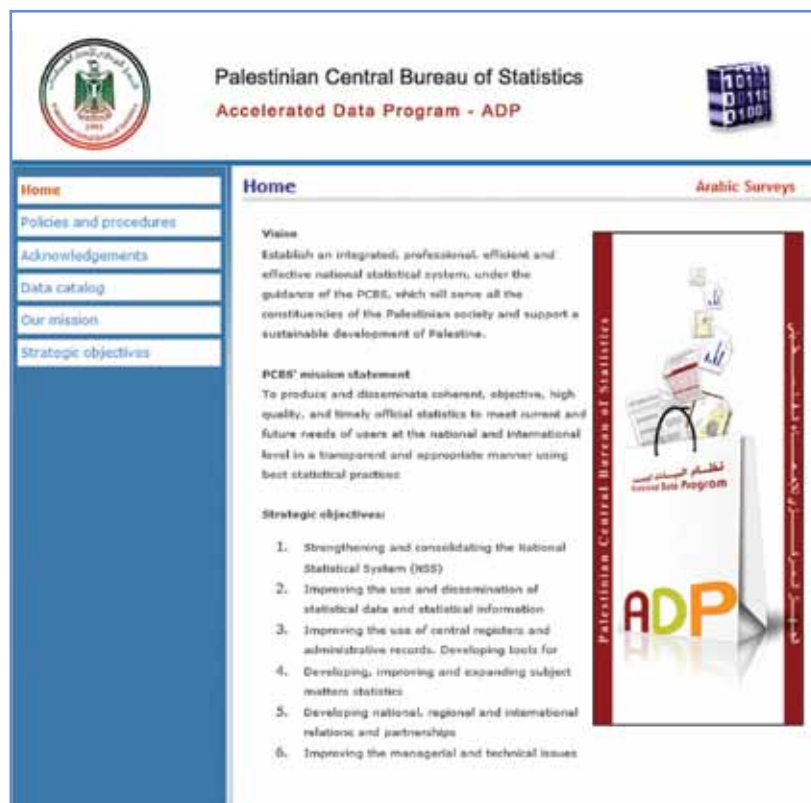 Palestinian Central Bureau of Statistics
Accelerated Data Program - ADP
Home
Policies and procedures
Acknowledgements
Data catalog
Our mission
Strategic objectives
Home
Arabic Surveys
Vision
Establish an integrated, professional, efficient and
effective national statistical system, under the
guidance of the PCBS, which will serve all the
constituencies of the Palestinian society and support a
sustainable development of Palestine.
PCBS' mission statement
To produce and disseminate coherent, objective, high
quality, and timely official statistics to meet current and
future needs of users at the national and international
level in a transparent and appropriate manner using
best statistical practices
Strategic objectives:
1. Strengthening and consolidating the National
Statistical System (NSS)
2. Improving the use and dissemination of
statistical data and statistical information
3. Improving the use of central registers and
administrative records. Developing tools for
4. Developing, improving and expanding subject
matters statistics
5. Developing national, regional and international
relations and partnerships
6. Improving the managerial and technical issues
Palestinian Central Bureau of Statistics
Data Program
ADP